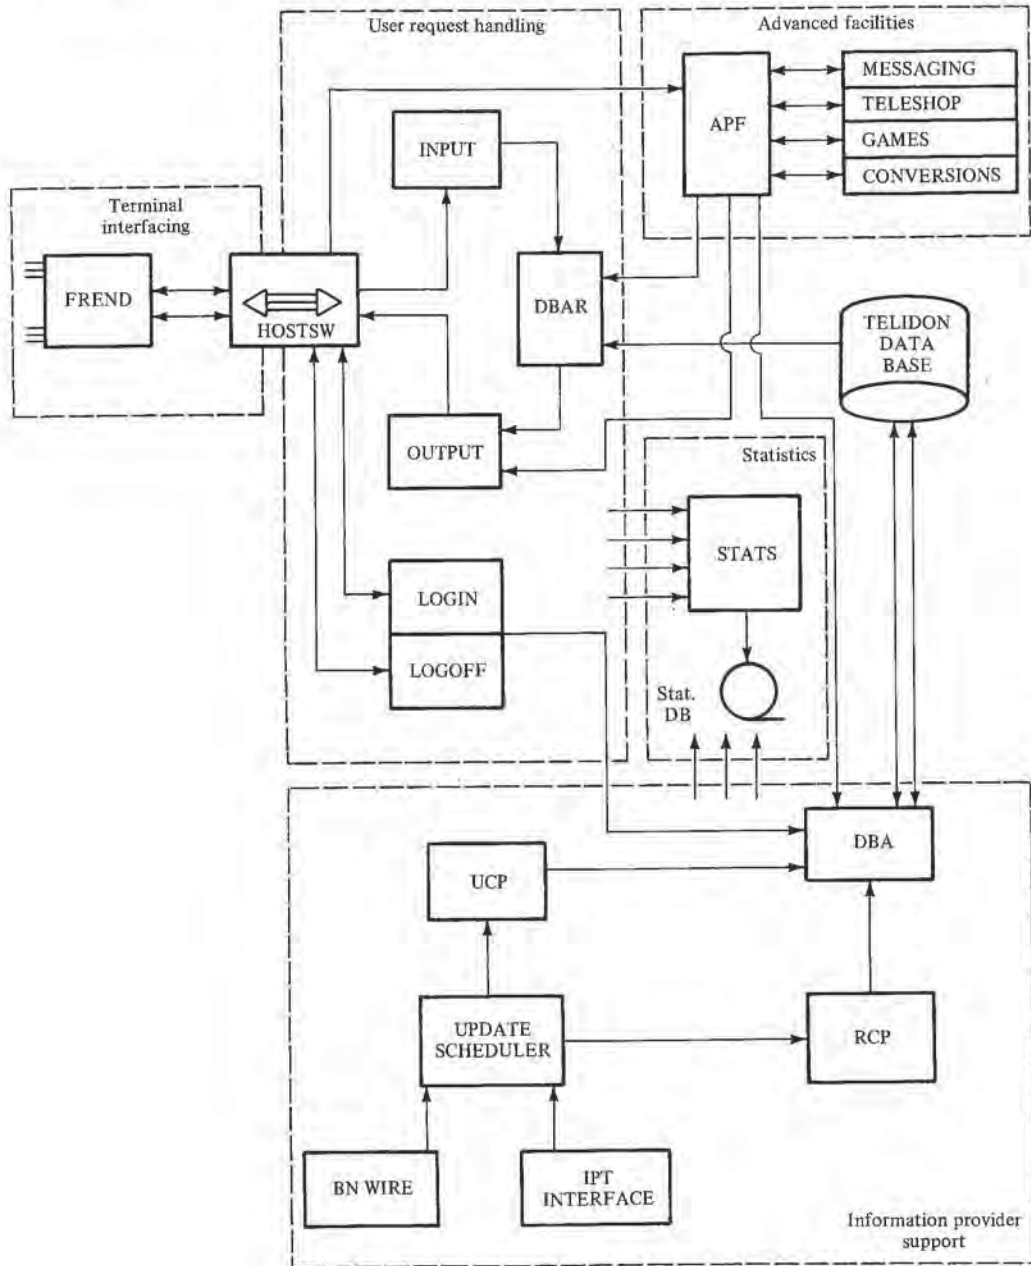 User request handling
Advanced facilities
MESSAGING
TELESHOP
GAMES
CONVERSIONS
APF
INPUT
Terminal
interfacing
FREND
HOSTSW
DBAR
TELIDON
DATA
BASE
OUTPUT
Statistics
STATS
LOGIN
LOGOFF
Stat.
DB
DBA
UCP
UPDATE
SCHEDULER
RCP
BN WIRE
IPT
INTERFACE
Information provider
support